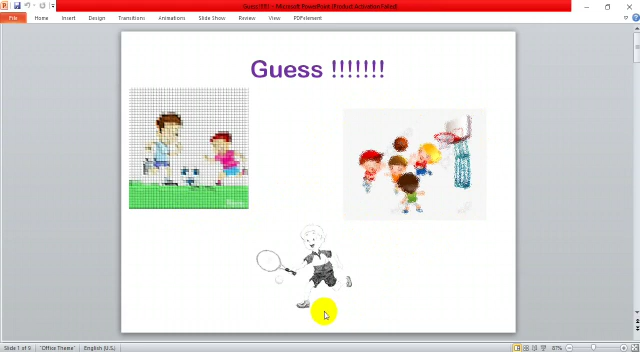 Guess!!!!1 - Microsoft PowerPoint (Product Activation Failed)
File Home Insert Design Transitions Animations Slide Show Review View PDFelement
Guess !!!!!!!
Slide 1 of 9 "Office Theme" English (U.S.) 87%